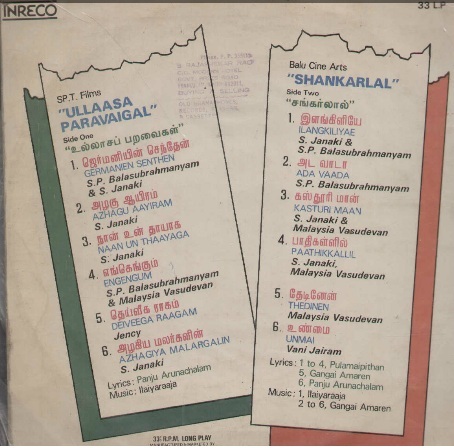 INRECO
33 LP
SP.T. Films
"ULLAASA
PARAVAIGAL"
Side One
"உல்லாசப் பறவைகள்"
1. ஜெர்மனியின் செந்தேன்
GERMANIEN SENTHEN
S.P. Balasubrahmanyam
& S. Janaki
2. அழகு ஆயிரம்
AZHAGU AAYIRAM
S. Janaki
3. நான் உன் தாயாக
NAAN UN THAAYAGA
S. Janaki
4. எங்கெங்கும்
ENGENGUM
S.P. Balasubrahmanyam
& Malaysia Vasudevan
5. தெய்வீக ராகம்
DEIVEEGA RAAGAM
Jency
6. அழகிய மலர்களின்
AZHAGIYA MALARGALIN
S. Janaki
Lyrics: Panju Arunachalam
Music: Ilaiyaraaja
Balu Cine Arts
"SHANKARLAL"
Side Two
"சங்கர்லால்"
1. இளங்கிளியே
ILANGKILIYAE
S. Janaki &
S.P. Balasubrahmanyam
2. அட வாடா
ADA VAADA
S.P. Balasubrahmanyam
3. கஸ்தூரி மான்
KASTURI MAAN
S. Janaki &
Malaysia Vasudevan
4. பாதிகள்ளில்
PAATHIKALLIL
S. Janaki,
Malaysia Vasudevan
5. தேடினேன்
THEDINEN
Malaysia Vasudevan
6. உண்மை
UNMAI
Vani Jairam
Lyrics: 1 to 4, Pulamaipithan
5, Gangai Amaren
6, Panju Arunachalam
Music: 1, Ilaiyaraaja
2 to 6, Gangai Amaren
33⅓ R.P.M. LONG PLAY